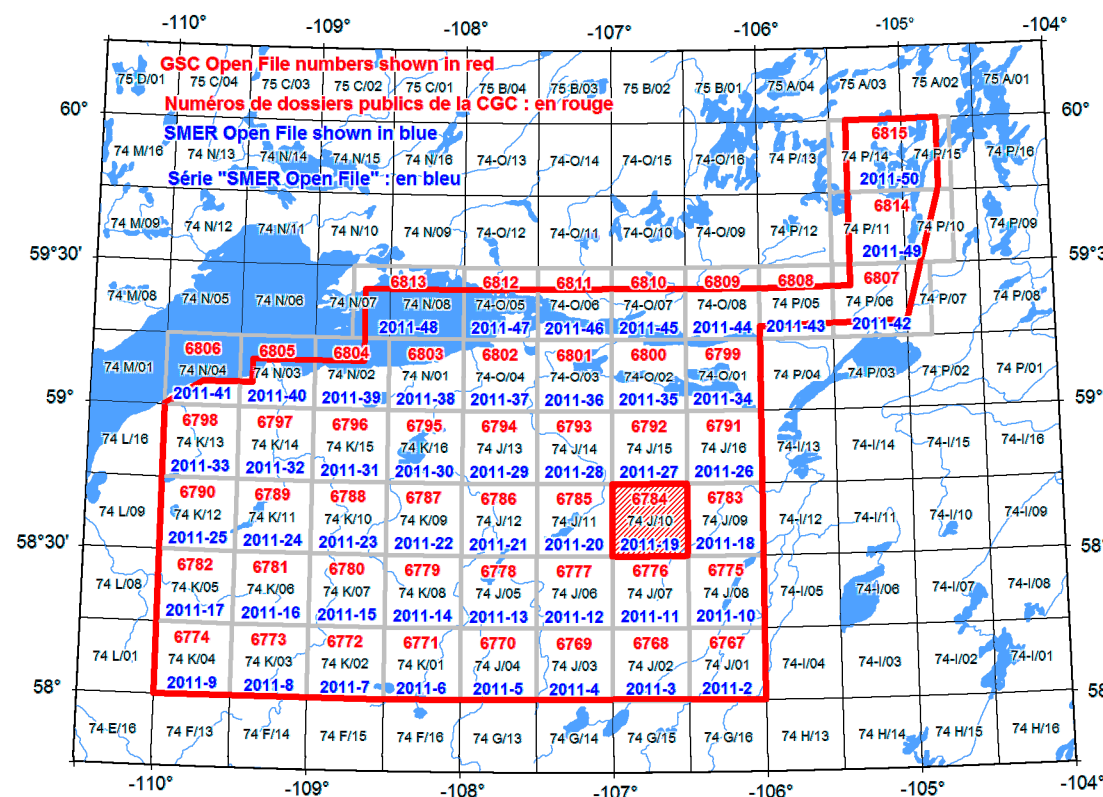 -110° -109° -108° -107° -106° -105° -104°
GSC Open File numbers shown in red
75 D/01 75 C/04 75 C/03 75 C/02 75 C/01 75 B/04 75 B/03 75 B/02 75 B/01 75 A/04 75 A/03 75 A/02 75 A/01
Numéros de dossiers publics de la CGC : en rouge
60° 60°
SMER Open File shown in blue
6815
74 M/16 74 N/13 74 N/14 74 N/15 74 N/16 74-O/13 74-O/14 74-O/15 74-O/16 74 P/13 74 P/14 74 P/15 74 P/16
Série "SMER Open File" : en bleu
2011-50
6814
74 M/09 74 N/12 74 N/11 74 N/10 74 N/09 74-O/12 74-O/11 74-O/10 74-O/09 74 P/12 74 P/11 74 P/10 74 P/09
2011-49
59°30' 59°3
6813 6812 6811 6810 6809 6808 6807
74 M/08 74 N/05 74 N/06 74 N/07 74 N/08 74-O/05 74-O/06 74-O/07 74-O/08 74 P/05 74 P/06 74 P/07 74 P/08
2011-48 2011-47 2011-46 2011-45 2011-44 2011-43 2011-42
6806 6805 6804 6803 6802 6801 6800 6799
74 M/01 74 N/04 74 N/03 74 N/02 74 N/01 74-O/04 74-O/03 74-O/02 74-O/01 74 P/04 74 P/03 74 P/02 74 P/01
2011-41 2011-40 2011-39 2011-38 2011-37 2011-36 2011-35 2011-34
59° 59°
6798 6797 6796 6795 6794 6793 6792 6791
74 L/16 74 K/13 74 K/14 74 K/15 74 K/16 74 J/13 74 J/14 74 J/15 74 J/16 74-I/13 74-I/14 74-I/15 74-I/16
2011-33 2011-32 2011-31 2011-30 2011-29 2011-28 2011-27 2011-26
6790 6789 6788 6787 6786 6785 6784 6783
74 L/09 74 K/12 74 K/11 74 K/10 74 K/09 74 J/12 74 J/11 74 J/10 74 J/09 74-I/12 74-I/11 74-I/10 74-I/09
2011-25 2011-24 2011-23 2011-22 2011-21 2011-20 2011-19 2011-18
58°30' 58°
6782 6781 6780 6779 6778 6777 6776 6775
74 L/08 74 K/05 74 K/06 74 K/07 74 K/08 74 J/05 74 J/06 74 J/07 74 J/08 74-I/05 74-I/06 74-I/07 74-I/08
2011-17 2011-16 2011-15 2011-14 2011-13 2011-12 2011-11 2011-10
6774 6773 6772 6771 6770 6769 6768 6767
74 L/01 74 K/04 74 K/03 74 K/02 74 K/01 74 J/04 74 J/03 74 J/02 74 J/01 74-I/04 74-I/03 74-I/02 74-I/01
2011-9 2011-8 2011-7 2011-6 2011-5 2011-4 2011-3 2011-2
58° 58
74 E/16 74 F/13 74 F/14 74 F/15 74 F/16 74 G/13 74 G/14 74 G/15 74 G/16 74 H/13 74 H/14 74 H/15 74 H/16
-110° -109° -108° -107° -106° -105° -104°